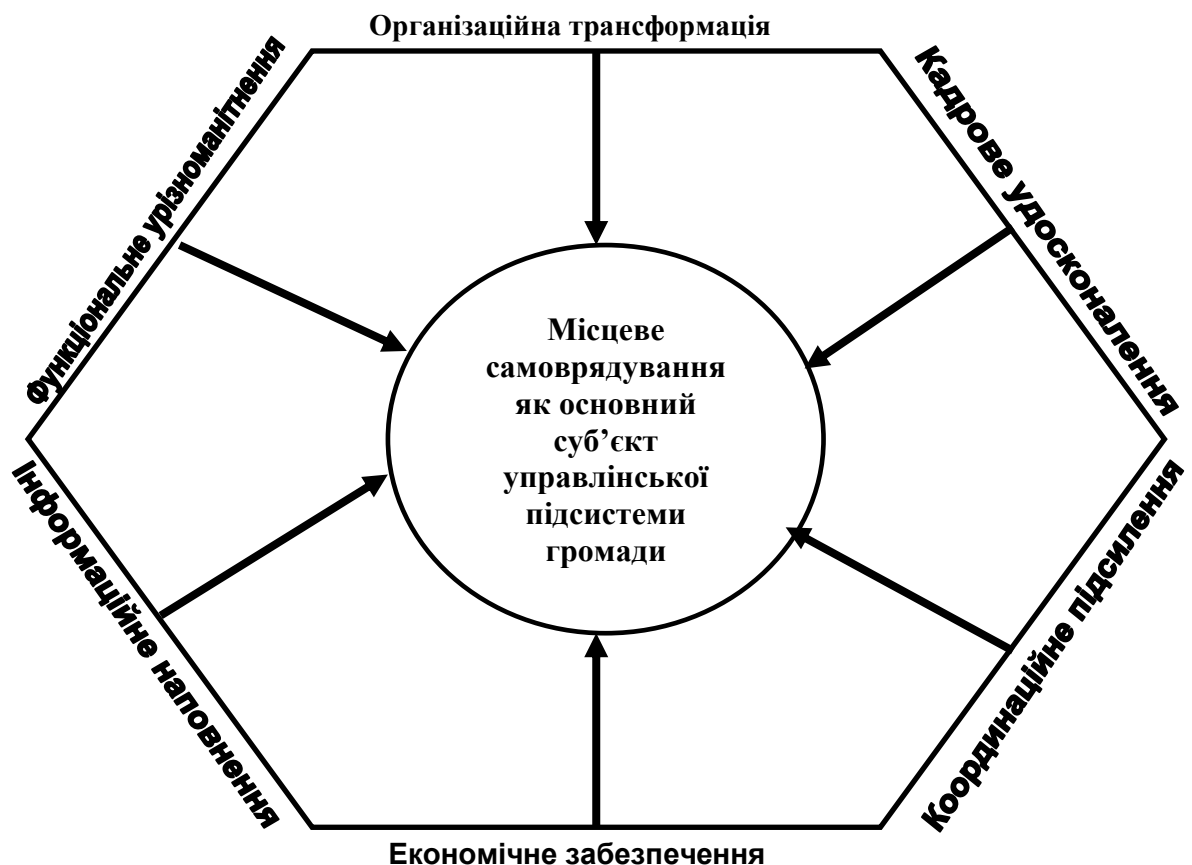 Організаційна трансформація
Функціональне урізноманітнення
Кадрове удосконалення
Місцеве
самоврядування
як основний
суб’єкт
управлінської
підсистеми
громади
Інформаційне наповнення
Координаційне підсилення
Економічне забезпечення